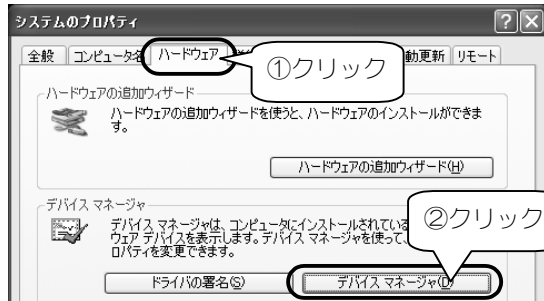 システムのプロパティ
全般 コンピュータ名 ハードウェア 動更新 リモート
①クリック
ハードウェアの追加ウィザード
ハードウェアの追加ウィザードを使うと、ハードウェアのインストールができま
す。
ハードウェアの追加ウィザード(H)
デバイス マネージャ
デバイス マネージャは、コンピュータにインストールされている
ウェア デバイスを表示します。デバイス マネージャを使って、
ロパティを変更できます。
②クリック
ドライバの署名(S) デバイス マネージャ(D)